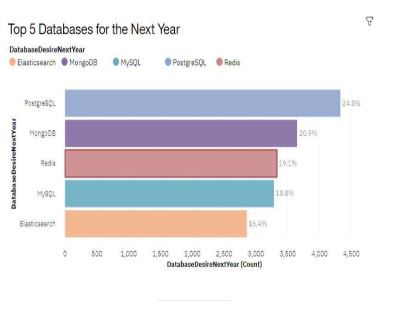 Top 5 Databases for the Next Year
DatabaseDesireNextYear
Elasticsearch MongoDB MySQL PostgreSQL Redis
DatabaseDesireNextYear
PostgreSQL 24.8%
MongoDB 20.9%
Redis 19.1%
MySQL 18.8%
Elasticsearch 16.4%
0 500 1,000 1,500 2,000 2,500 3,000 3,500 4,000 4,500
DatabaseDesireNextYear (Count)